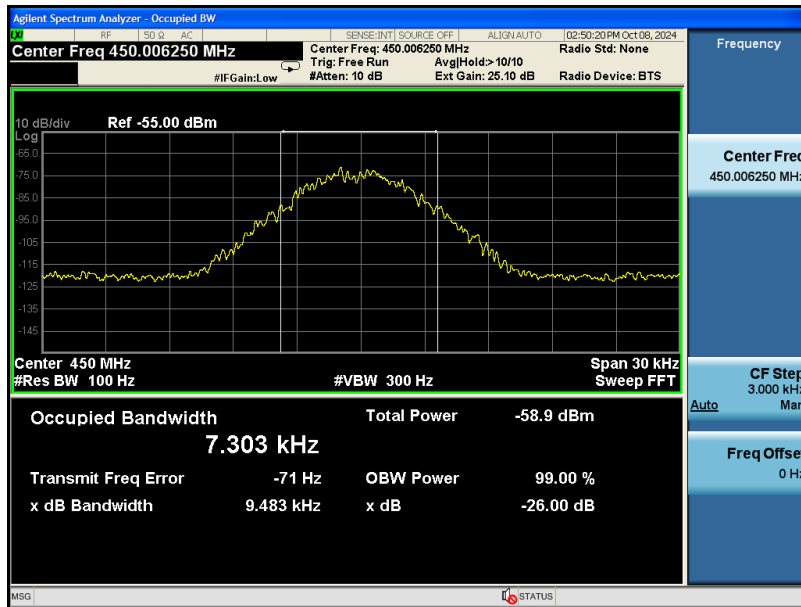 Agilent Spectrum Analyzer - Occupied BW
LXI RF 50 Ω AC SENSE:INT SOURCE OFF ALIGN AUTO 02:50:20 PM Oct 08, 2024
Center Freq 450.006250 MHz
Center Freq: 450.006250 MHz Radio Std: None
Trig: Free Run Avg|Hold:> 10/10
#IFGain:Low #Atten: 10 dB Ext Gain: 25.10 dB Radio Device: BTS
10 dB/div Ref -55.00 dBm
Log
-65.0
-75.0
-85.0
-95.0
-105
-115
-125
-135
-145
Center 450 MHz Span 30 kHz
#Res BW 100 Hz #VBW 300 Hz Sweep FFT
Occupied Bandwidth Total Power -58.9 dBm
7.303 kHz
Transmit Freq Error -71 Hz OBW Power 99.00 %
x dB Bandwidth 9.483 kHz x dB -26.00 dB
MSG STATUS
Frequency
Center Freq
450.006250 MHz
CF Step
3.000 kHz
Auto Man
Freq Offset
0 Hz